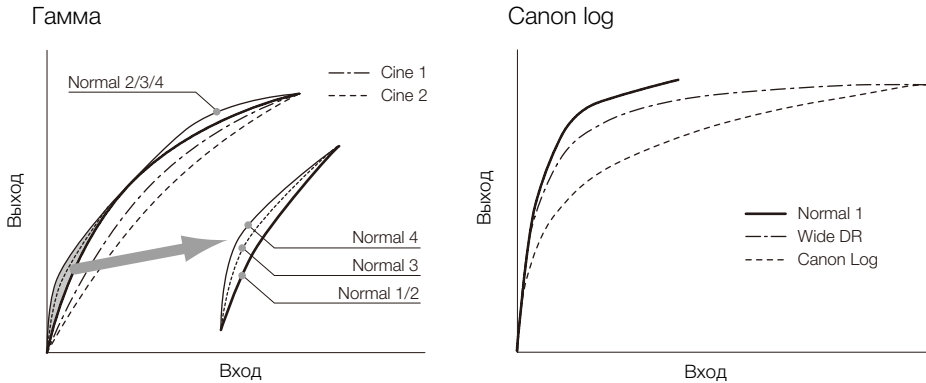 Гамма
Normal 2/3/4
Cine 1
Cine 2
Normal 4
Normal 3
Normal 1/2
Выход
Вход
Canon log
Normal 1
Wide DR
Canon Log
Выход
Вход